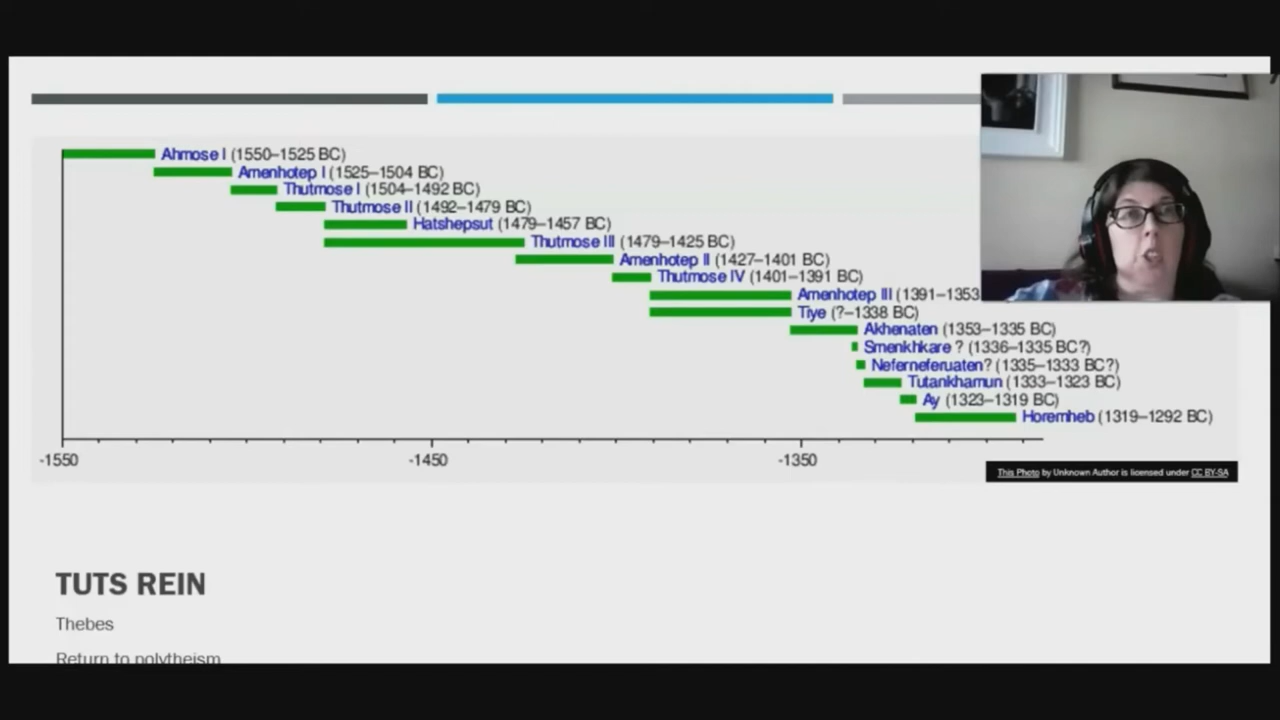 Ahmose I (1550–1525 BC)
Amenhotep I (1525–1504 BC)
Thutmose I (1504–1492 BC)
Thutmose II (1492–1479 BC)
Hatshepsut (1479–1457 BC)
Thutmose III (1479–1425 BC)
Amenhotep II (1427–1401 BC)
Thutmose IV (1401–1391 BC)
Amenhotep III (1391–1353
Tiye (?–1338 BC)
Akhenaten (1353–1335 BC)
Smenkhkare ? (1336–1335 BC?)
Neferneferuaten? (1335–1333 BC?)
Tutankhamun (1333–1323 BC)
Ay (1323–1319 BC)
Horemheb (1319–1292 BC)
-1550 -1450 -1350
This Photo by Unknown Author is licensed under CC BY-SA
TUTS REIN
Thebes
Return to polytheism